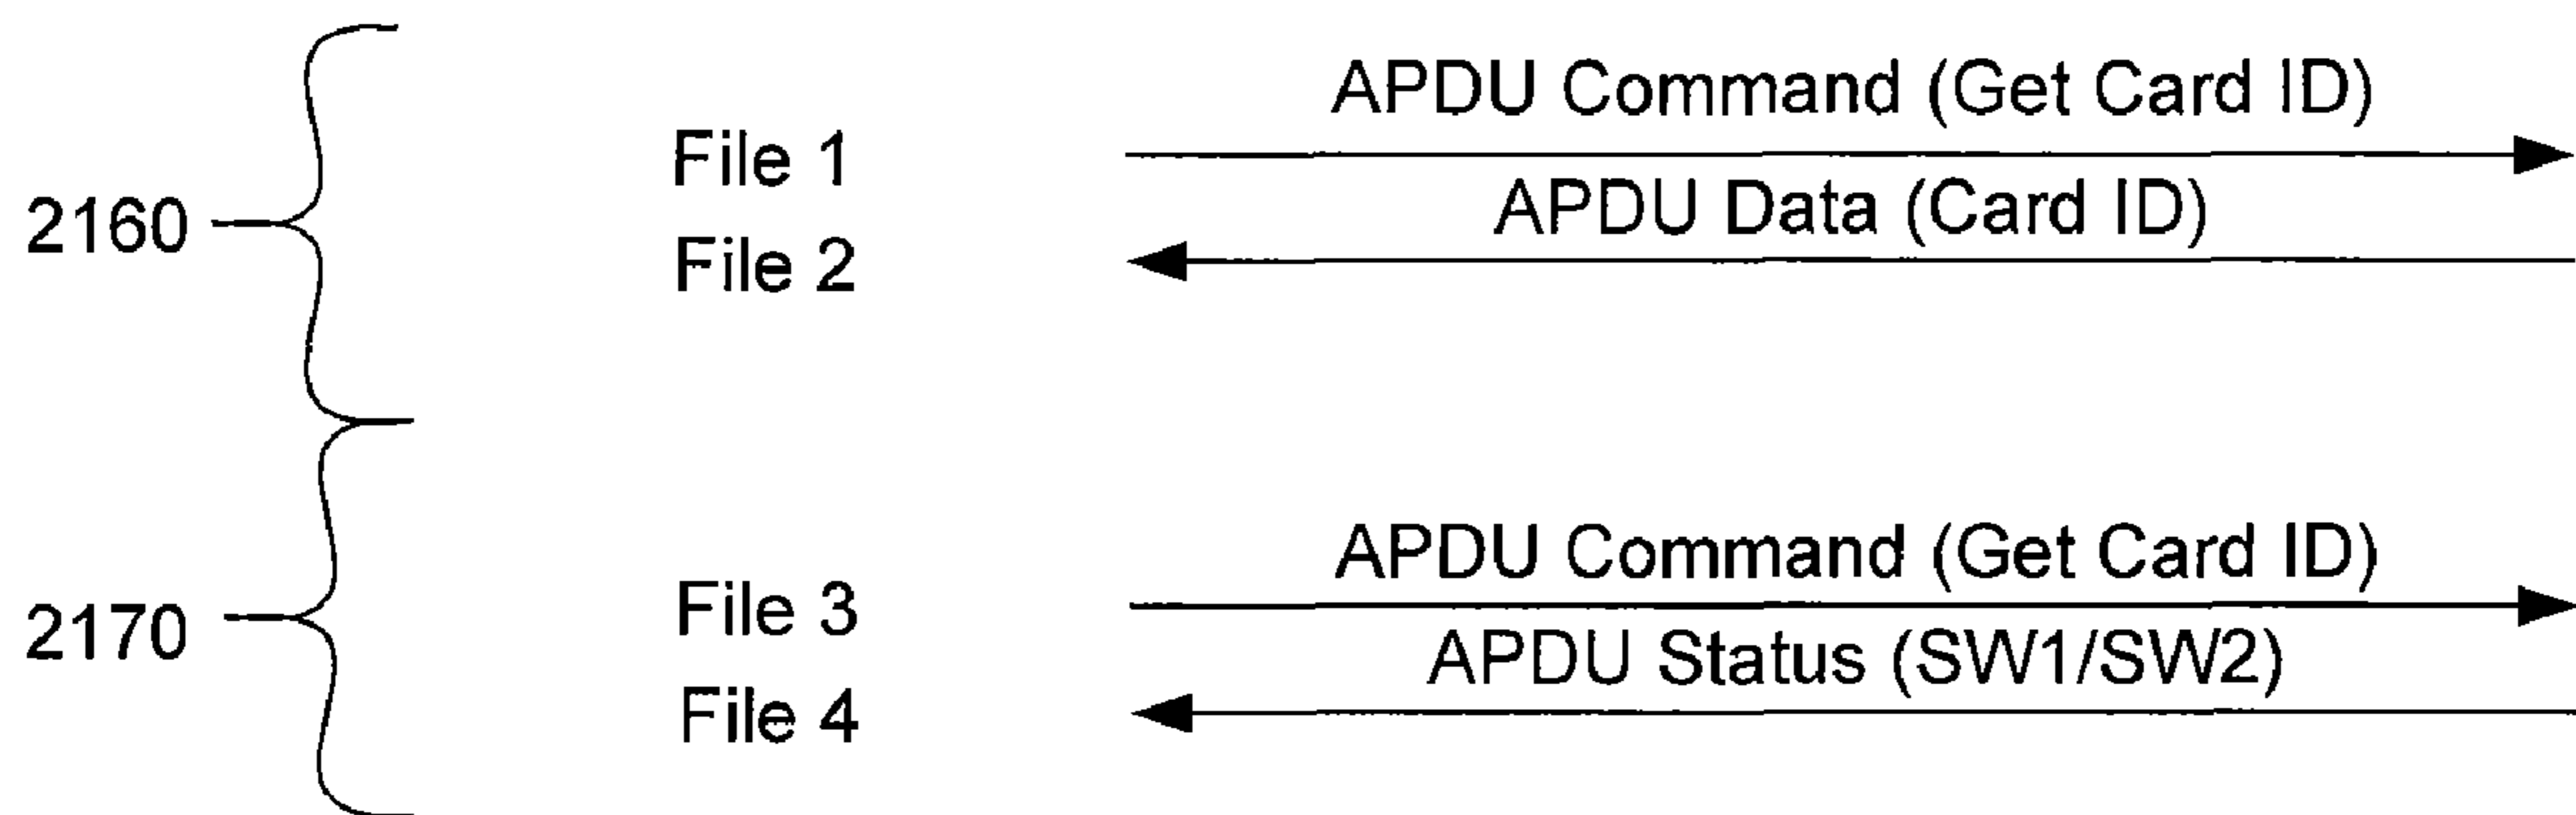 APDU Command (Get Card ID)
File 1
APDU Data (Card ID)
2160
File 2
APDU Command (Get Card ID)
File 3
2170
APDU Status (SW1/SW2)
File 4